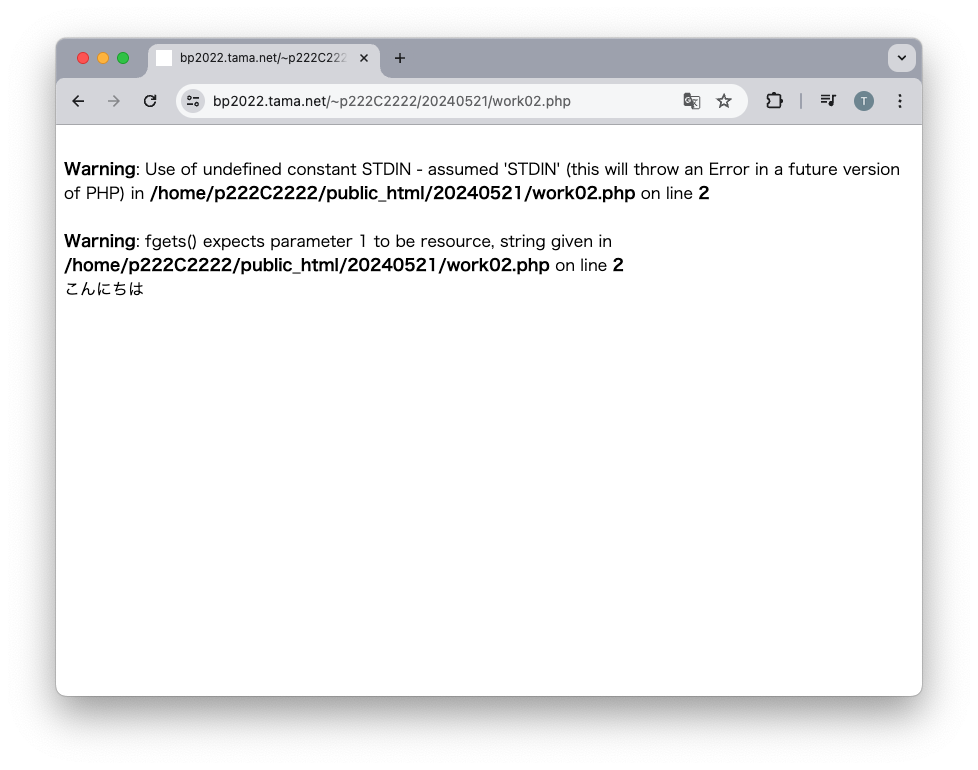 bp2022.tama.net/~p222C222
bp2022.tama.net/~p222C2222/20240521/work02.php
T
Warning: Use of undefined constant STDIN - assumed 'STDIN' (this will throw an Error in a future version
of PHP) in /home/p222C2222/public_html/20240521/work02.php on line 2
Warning: fgets() expects parameter 1 to be resource, string given in
/home/p222C2222/public_html/20240521/work02.php on line 2
こんにちは